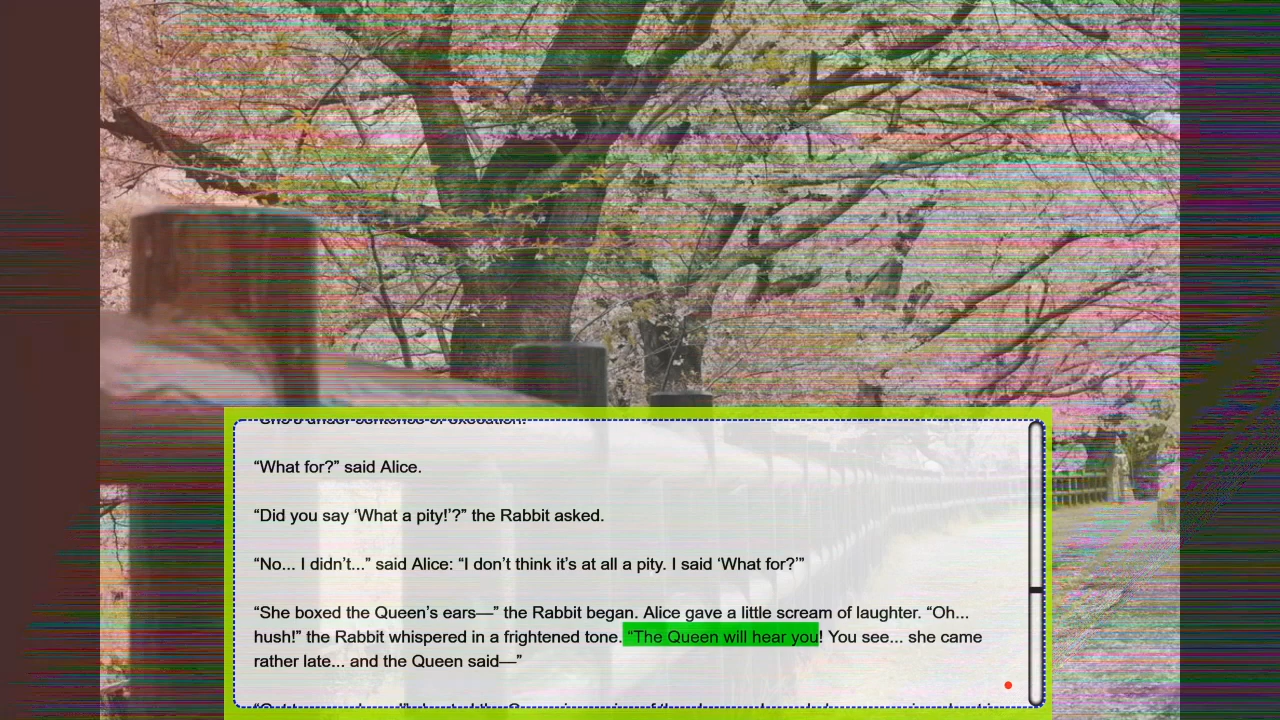 “What for?” said Alice.
“Did you say ‘What a pity!’?” the Rabbit asked.
“No... I didn’t...” said Alice: “I don’t think it’s at all a pity. I said ‘What for?’”
“She boxed the Queen’s ears—” the Rabbit began. Alice gave a little scream of laughter. “Oh...
hush!” the Rabbit whispered in a frightened tone. “The Queen will hear you! You see... she came
rather late... and the Queen said—”